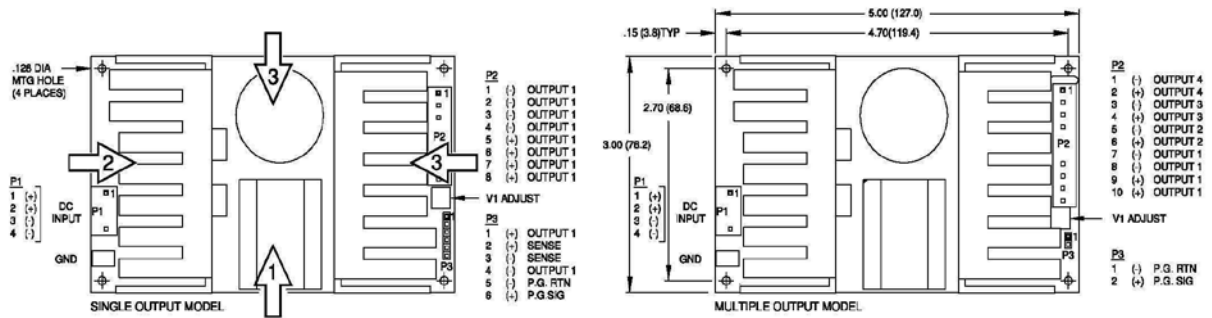 .128 DIA
MTG HOLE
(4 PLACES)
3
2
3
1
P1
1 (+)
2 (+)
3 (-)
4 (-)
DC
INPUT
GND
1
P1
1
P2
1
P3
P2
1 (-) OUTPUT 1
2 (-) OUTPUT 1
3 (-) OUTPUT 1
4 (-) OUTPUT 1
5 (+) OUTPUT 1
6 (+) OUTPUT 1
7 (+) OUTPUT 1
8 (+) OUTPUT 1
V1 ADJUST
P3
1 (+) OUTPUT 1
2 (+) SENSE
3 (-) SENSE
4 (-) OUTPUT 1
5 (-) P.G. RTN
6 (+) P.G.SIG
SINGLE OUTPUT MODEL
5.00 (127.0)
.15 (3.8)TYP
4.70(119.4)
2.70 (68.6)
3.00 (76.2)
P1
1 (+)
2 (+)
3 (-)
4 (-)
DC
INPUT
GND
1
P1
1
P2
1
P3
P2
1 (-) OUTPUT 4
2 (+) OUTPUT 4
3 (-) OUTPUT 3
4 (+) OUTPUT 3
5 (-) OUTPUT 2
6 (+) OUTPUT 2
7 (-) OUTPUT 1
8 (-) OUTPUT 1
9 (+) OUTPUT 1
10 (+) OUTPUT 1
V1 ADJUST
P3
1 (-) P.G. RTN
2 (+) P.G. SIG
MULTIPLE OUTPUT MODEL